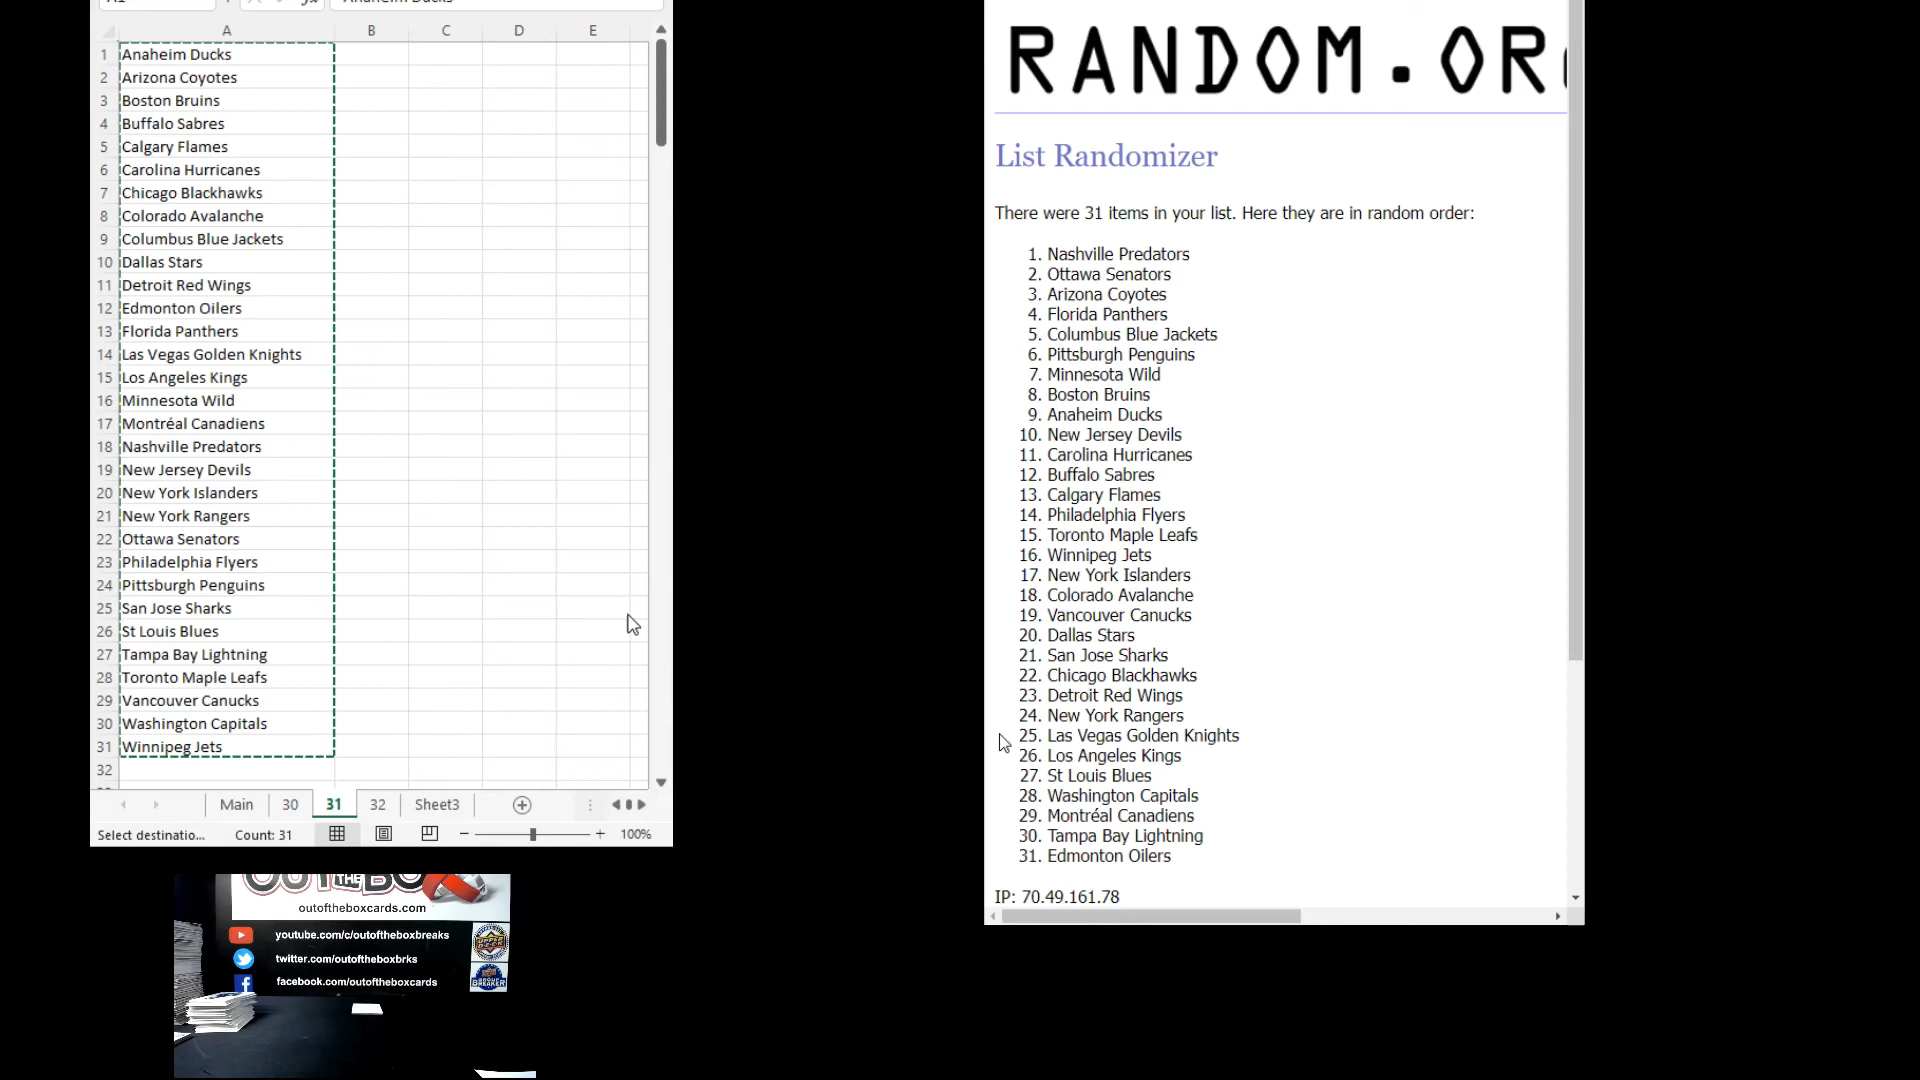 A B C D E
1 Anaheim Ducks
2 Arizona Coyotes
3 Boston Bruins
4 Buffalo Sabres
5 Calgary Flames
6 Carolina Hurricanes
7 Chicago Blackhawks
8 Colorado Avalanche
9 Columbus Blue Jackets
10 Dallas Stars
11 Detroit Red Wings
12 Edmonton Oilers
13 Florida Panthers
14 Las Vegas Golden Knights
15 Los Angeles Kings
16 Minnesota Wild
17 Montréal Canadiens
18 Nashville Predators
19 New Jersey Devils
20 New York Islanders
21 New York Rangers
22 Ottawa Senators
23 Philadelphia Flyers
24 Pittsburgh Penguins
25 San Jose Sharks
26 St Louis Blues
27 Tampa Bay Lightning
28 Toronto Maple Leafs
29 Vancouver Canucks
30 Washington Capitals
31 Winnipeg Jets
32
Main 30 31 32 Sheet3
Select destinatio... Count: 31 100%
OUT THE BOX
outoftheboxcards.com
youtube.com/c/outoftheboxbreaks
twitter.com/outoftheboxbrks
facebook.com/outoftheboxcards
RANDOM.OR
List Randomizer
There were 31 items in your list. Here they are in random order:
1. Nashville Predators
2. Ottawa Senators
3. Arizona Coyotes
4. Florida Panthers
5. Columbus Blue Jackets
6. Pittsburgh Penguins
7. Minnesota Wild
8. Boston Bruins
9. Anaheim Ducks
10. New Jersey Devils
11. Carolina Hurricanes
12. Buffalo Sabres
13. Calgary Flames
14. Philadelphia Flyers
15. Toronto Maple Leafs
16. Winnipeg Jets
17. New York Islanders
18. Colorado Avalanche
19. Vancouver Canucks
20. Dallas Stars
21. San Jose Sharks
22. Chicago Blackhawks
23. Detroit Red Wings
24. New York Rangers
25. Las Vegas Golden Knights
26. Los Angeles Kings
27. St Louis Blues
28. Washington Capitals
29. Montréal Canadiens
30. Tampa Bay Lightning
31. Edmonton Oilers
IP: 70.49.161.78